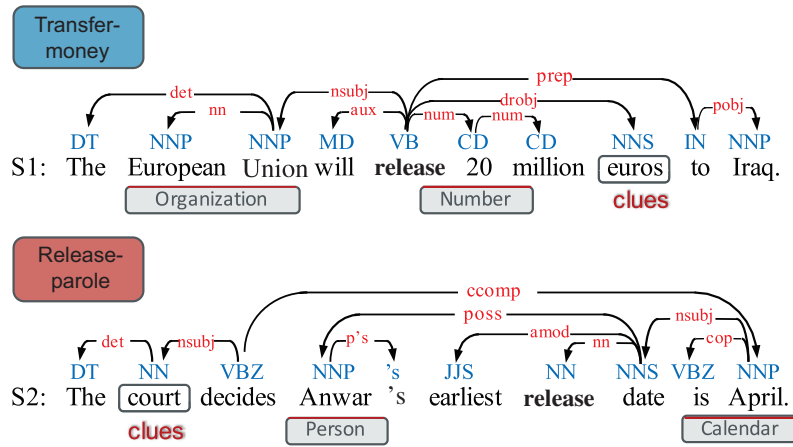 Transfer-
money
det nn nsubj aux prep drobj num num pobj
DT NNP NNP MD VB CD CD NNS IN NNP
S1: The European Union will release 20 million euros to Iraq.
Organization Number clues
Release-
parole
ccomp
det nsubj poss p's amod nn nsubj cop
DT NN VBZ NNP 's JJS NN NNS VBZ NNP
S2: The court decides Anwar 's earliest release date is April.
clues Person Calendar